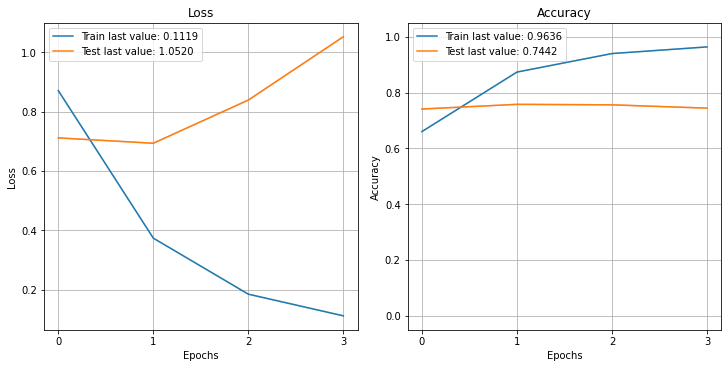 Loss
Train last value: 0.1119
Test last value: 1.0520
1.0
0.8
0.6
0.4
0.2
Loss
0
1
2
3
Epochs
Accuracy
Train last value: 0.9636
Test last value: 0.7442
1.0
0.8
0.6
0.4
0.2
0.0
Accuracy
0
1
2
3
Epochs